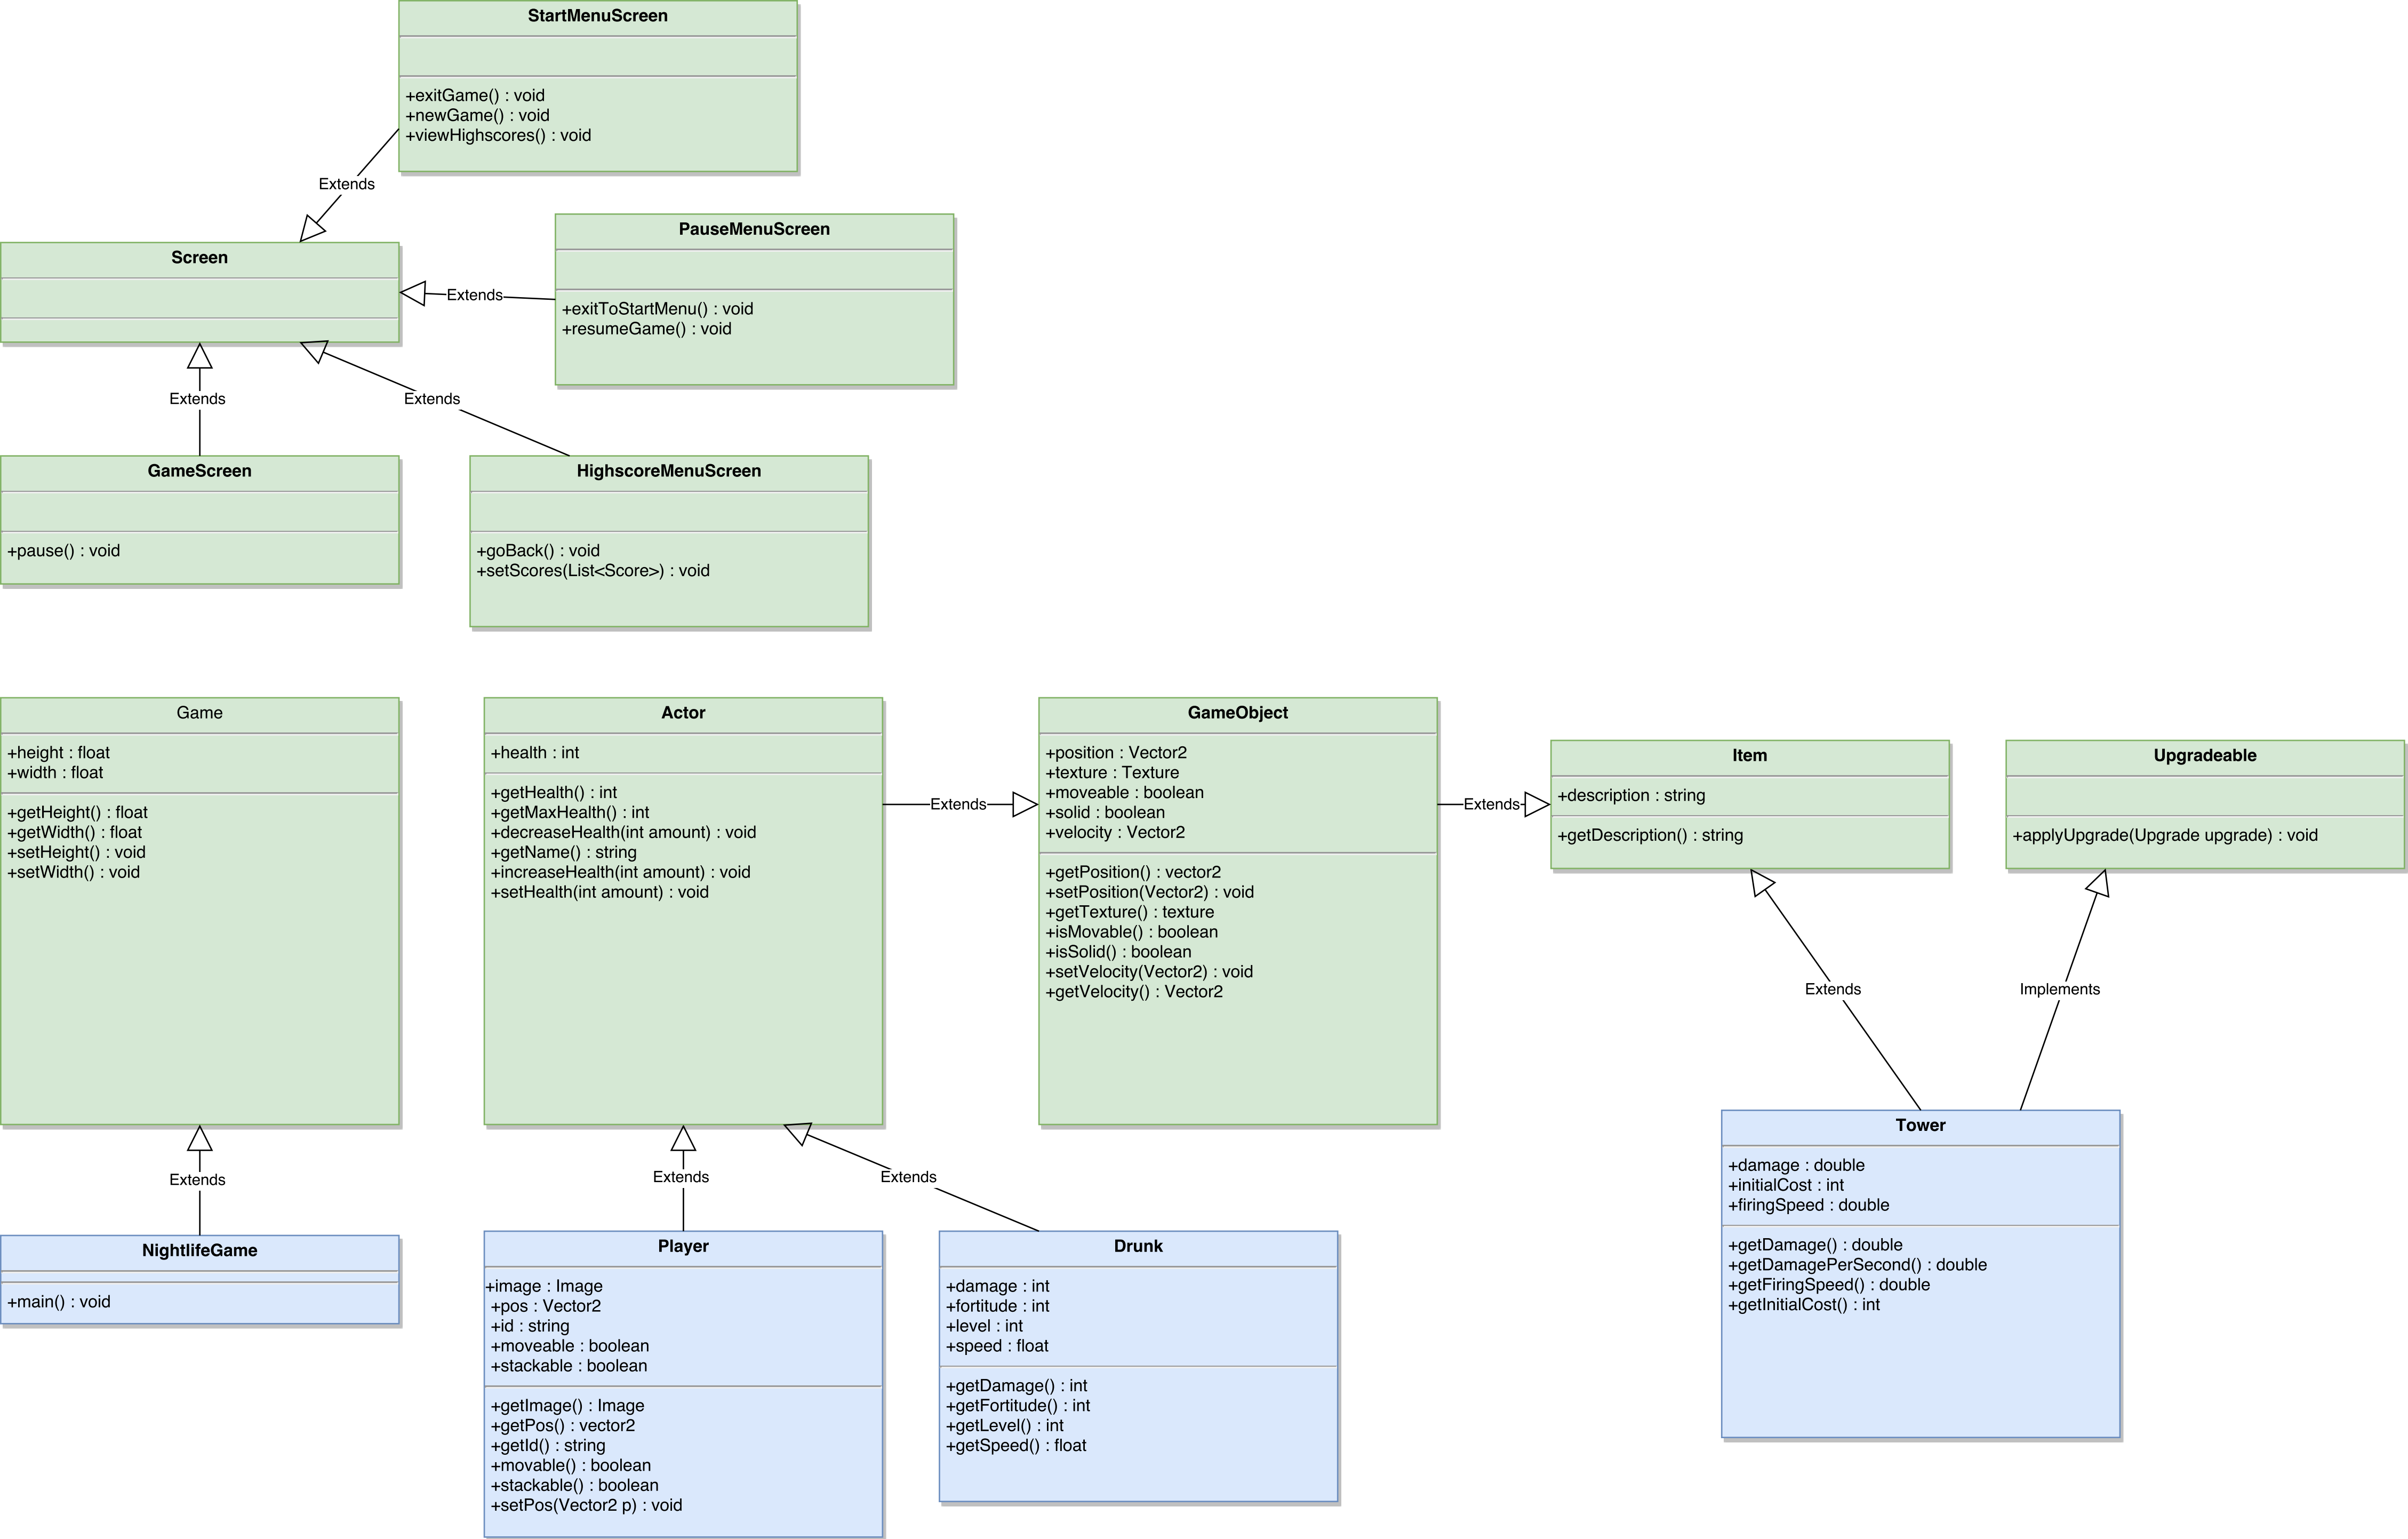 StartMenuScreen
+exitGame() : void
+newGame() : void
+viewHighscores() : void
Extends
PauseMenuScreen
+exitToStartMenu() : void
+resumeGame() : void
Screen
Extends
Extends
Extends
GameScreen
+pause() : void
HighscoreMenuScreen
+goBack() : void
+setScores(List<Score>) : void
Game
+height : float
+width : float
+getHeight() : float
+getWidth() : float
+setHeight() : void
+setWidth() : void
Actor
+health : int
+getHealth() : int
+getMaxHealth() : int
+decreaseHealth(int amount) : void
+getName() : string
+increaseHealth(int amount) : void
+setHealth(int amount) : void
Extends
GameObject
+position : Vector2
+texture : Texture
+moveable : boolean
+solid : boolean
+velocity : Vector2
+getPosition() : vector2
+setPosition(Vector2) : void
+getTexture() : texture
+isMovable() : boolean
+isSolid() : boolean
+setVelocity(Vector2) : void
+getVelocity() : Vector2
Extends
Item
+description : string
+getDescription() : string
Upgradeable
+applyUpgrade(Upgrade upgrade) : void
Extends
Implements
Extends
Extends
Extends
NightlifeGame
+main() : void
Player
+image : Image
+pos : Vector2
+id : string
+moveable : boolean
+stackable : boolean
+getImage() : Image
+getPos() : vector2
+getId() : string
+movable() : boolean
+stackable() : boolean
+setPos(Vector2 p) : void
Drunk
+damage : int
+fortitude : int
+level : int
+speed : float
+getDamage() : int
+getFortitude() : int
+getLevel() : int
+getSpeed() : float
Tower
+damage : double
+initialCost : int
+firingSpeed : double
+getDamage() : double
+getDamagePerSecond() : double
+getFiringSpeed() : double
+getInitialCost() : int